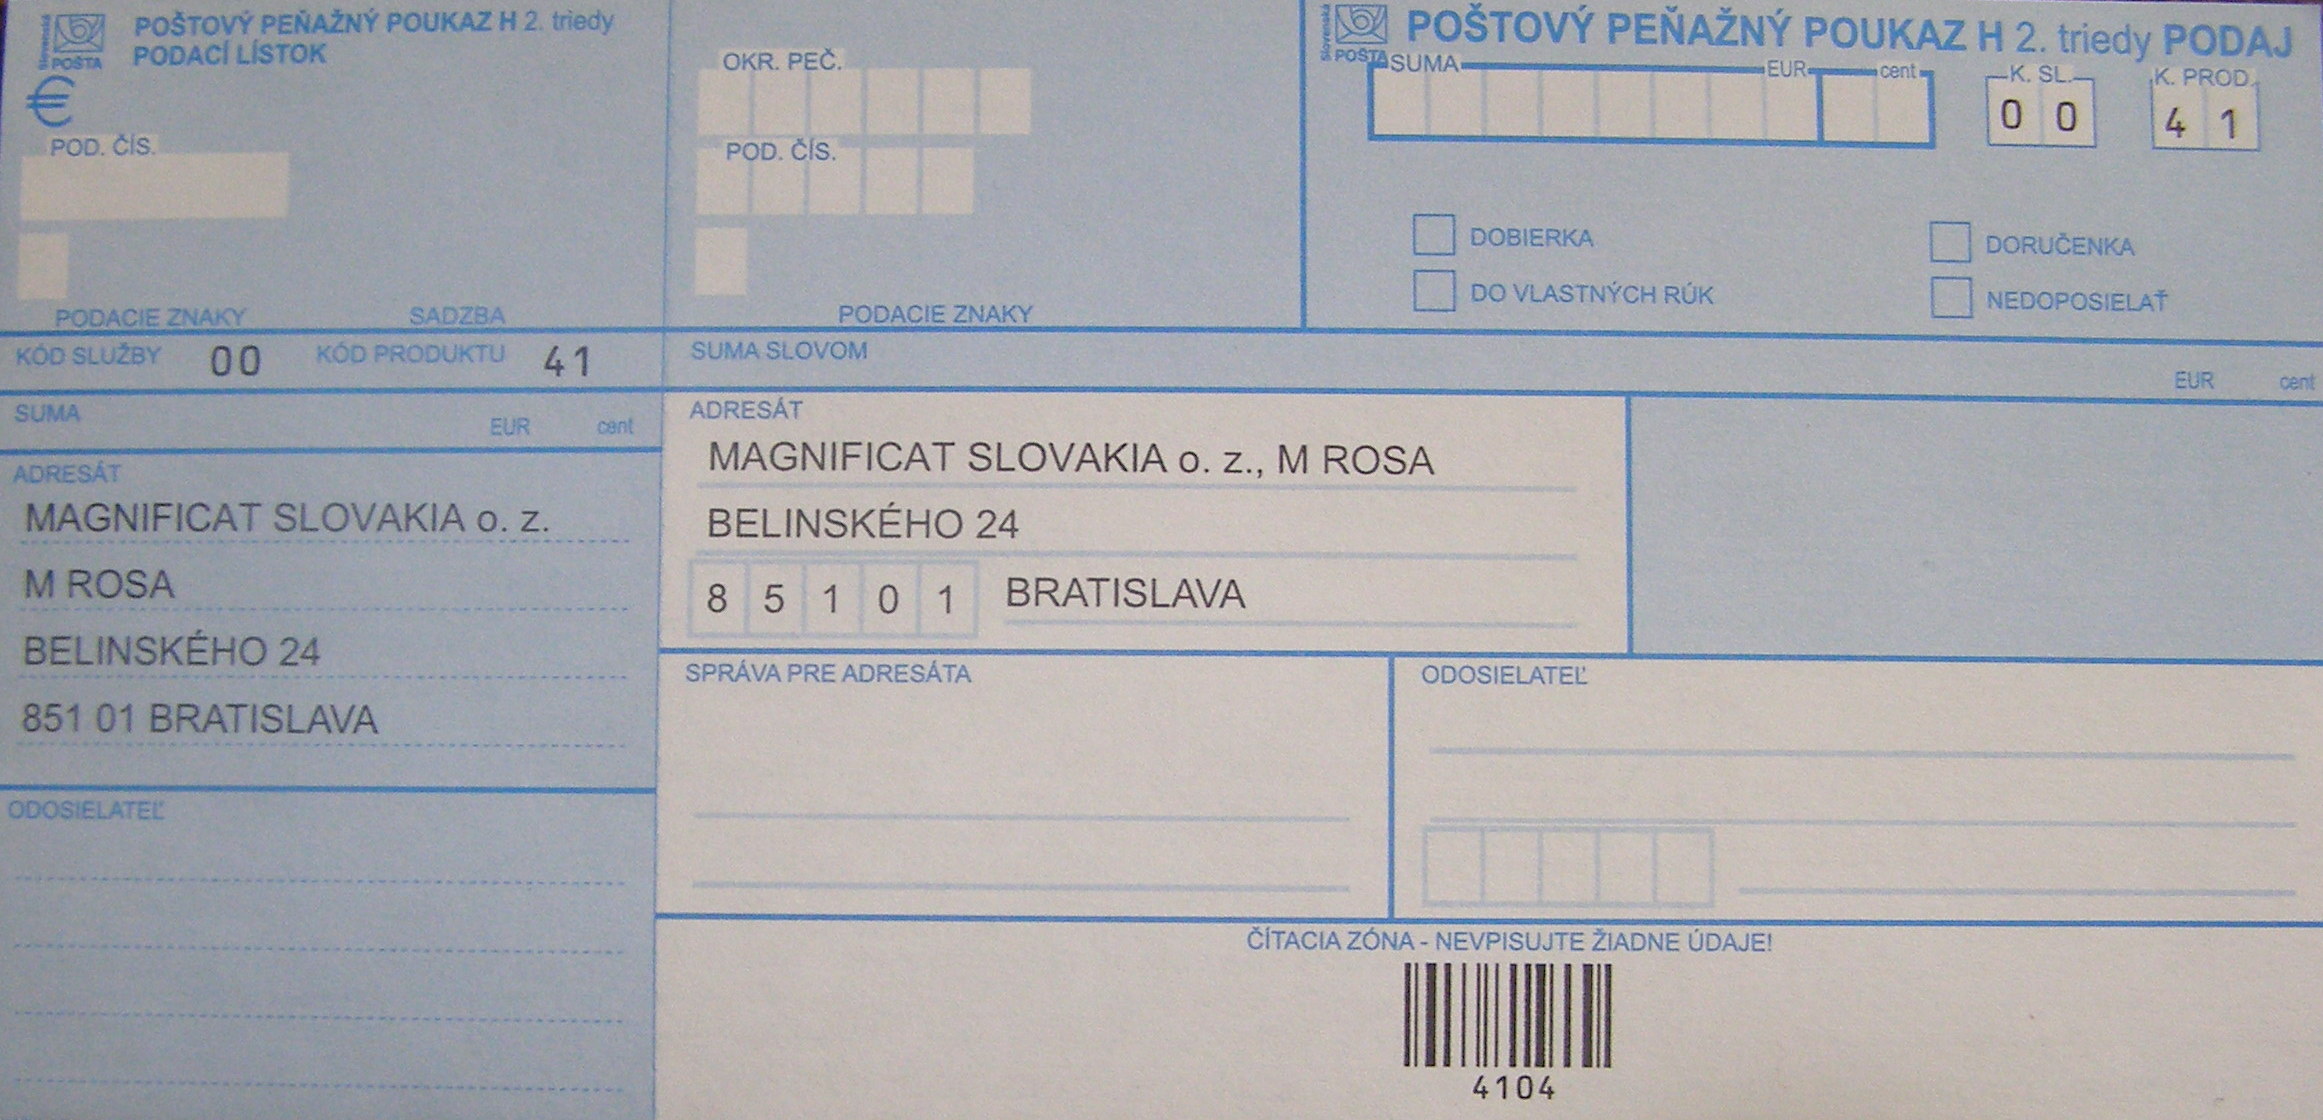 Slovenská
POŠTA
POŠTOVÝ PEŇAŽNÝ POUKAZ H 2. triedy
PODACÍ LÍSTOK
€
POD. ČÍS.
PODACIE ZNAKY SADZBA
KÓD SLUŽBY 00 KÓD PRODUKTU 41
SUMA
EUR cent
ADRESÁT
MAGNIFICAT SLOVAKIA o. z.
M ROSA
BELINSKÉHO 24
851 01 BRATISLAVA
ODOSIELATEĽ
OKR. PEČ.
POD. ČÍS.
PODACIE ZNAKY
Slovenská
POŠTA
POŠTOVÝ PEŇAŽNÝ POUKAZ H 2. triedy PODAJ
SUMA EUR cent K. SL. K. PROD.
0 0 4 1
DOBIERKA DORUČENKA
DO VLASTNÝCH RÚK NEDOPOSIELAŤ
SUMA SLOVOM
EUR cent
ADRESÁT
MAGNIFICAT SLOVAKIA o. z., M ROSA
BELINSKÉHO 24
8 5 1 0 1 BRATISLAVA
SPRÁVA PRE ADRESÁTA
ODOSIELATEĽ
ČÍTACIA ZÓNA - NEVPISUJTE ŽIADNE ÚDAJE!
4104